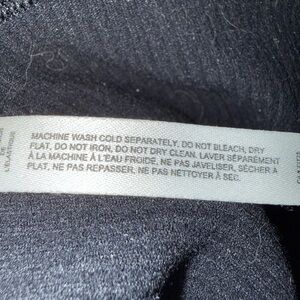 MACHINE WASH COLD SEPARATELY, DO NOT BLEACH, DRY
FLAT, DO NOT IRON, DO NOT DRY CLEAN. LAVER SÉPARÉMENT
À LA MACHINE À L'EAU FROIDE, NE PAS JAVELISER, SÉCHER À
PLAT, NE PAS REPASSER, NE PAS NETTOYER À SEC.